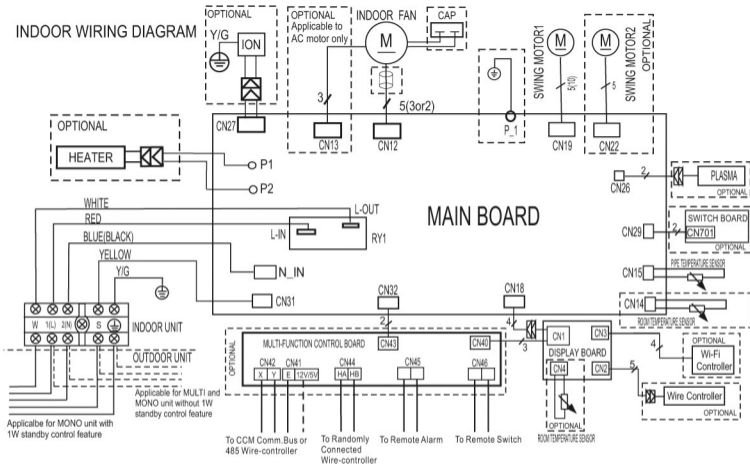 INDOOR WIRING DIAGRAM
OPTIONAL
Y/G
ION
CN27
OPTIONAL
Applicable to
AC motor only
3
CN13
INDOOR FAN
M
CAP
5(3or2)
CN12
P_1
SWING MOTOR1
M
5(10)
CN19
SWING MOTOR2
OPTIONAL
M
5
CN22
OPTIONAL
HEATER
P1
P2
CN26
2
PLASMA
OPTIONAL
MAIN BOARD
WHITE
RED
BLUE(BLACK)
YELLOW
Y/G
L-OUT
L-IN
RY1
N_IN
CN31
CN29
2
SWITCH BOARD
CN701
OPTIONAL
CN15
PIPE TEMPERATURE SENSOR
CN14
ROOM TEMPERATURE SENSOR
CN32
2
CN18
4
W
1(L)
2(N)
S
INDOOR UNIT
OUTDOOR UNIT
Applicable for MULTI and
MONO unit without 1W
standby control feature
Applicalbe for MONO unit with
1W standby control feature
OPTIONAL
MULTI-FUNCTION CONTROL BOARD
CN43
CN40
3
CN42
CN41
CN44
CN45
CN46
X
Y
E
12V/5V
HA
HB
To CCM Comm.Bus or
485 Wire-controller
To Randomly
Connected
Wire-controller
To Remote Alarm
To Remote Switch
CN1
CN3
DISPLAY BOARD
CN4
CN2
OPTIONAL
ROOM TEMPERATURE SENSOR
4
OPTIONAL
Wi-Fi
Controller
5
Wire Controller
OPTIONAL